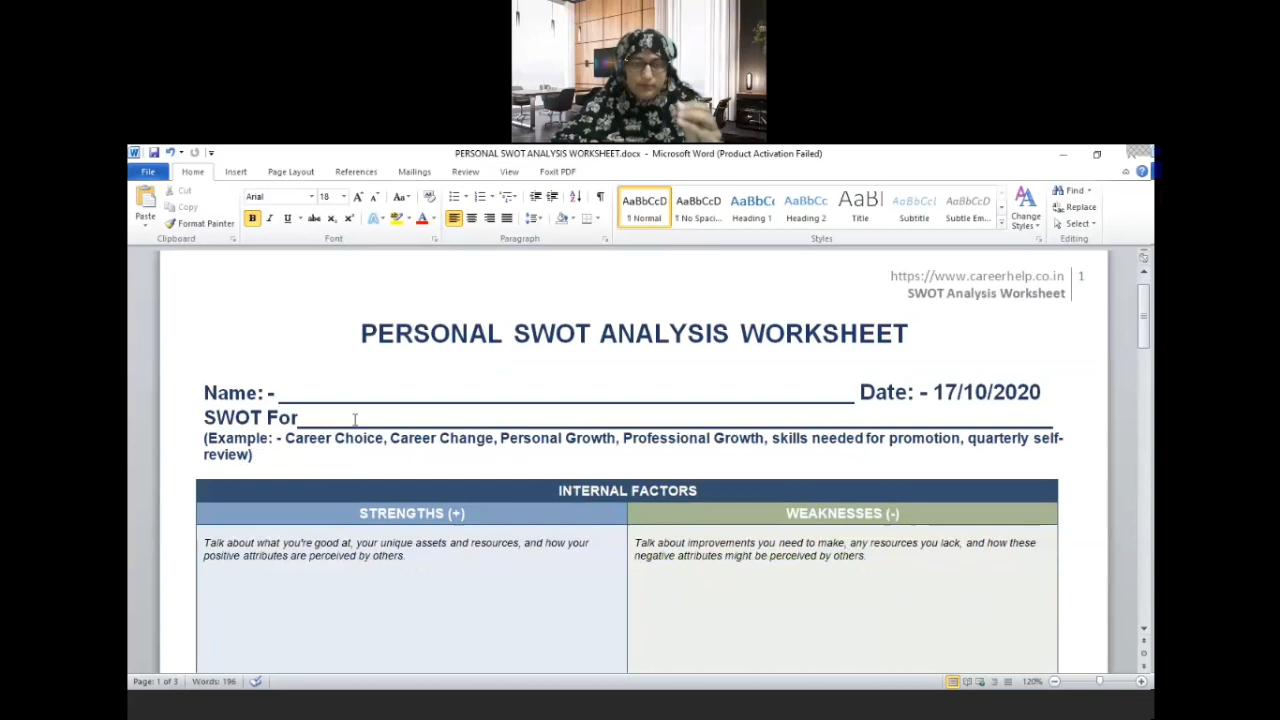 PERSONAL SWOT ANALYSIS WORKSHEET.docx - Microsoft Word (Product Activation Failed)
File Home Insert Page Layout References Mailings Review View Foxit PDF
Cut
Copy
Paste
Format Painter
Clipboard
Arial 18
Font
Paragraph
AaBbCcD AaBbCcD AaBbCc AaBbCc AaBl AaBbCcl AaBbCcD
¶ Normal ¶ No Spaci... Heading 1 Heading 2 Title Subtitle Subtle Em...
Change Styles
Styles
Find
Replace
Select
Editing
https://www.careerhelp.co.in 1
SWOT Analysis Worksheet
PERSONAL SWOT ANALYSIS WORKSHEET
Name: - Date: - 17/10/2020
SWOT For
(Example: - Career Choice, Career Change, Personal Growth, Professional Growth, skills needed for promotion, quarterly self-
review)
INTERNAL FACTORS
STRENGTHS (+) WEAKNESSES (-)
Talk about what you're good at, your unique assets and resources, and how your
positive attributes are perceived by others.
Talk about improvements you need to make, any resources you lack, and how these
negative attributes might be perceived by others.
Page: 1 of 3 Words: 196 120%